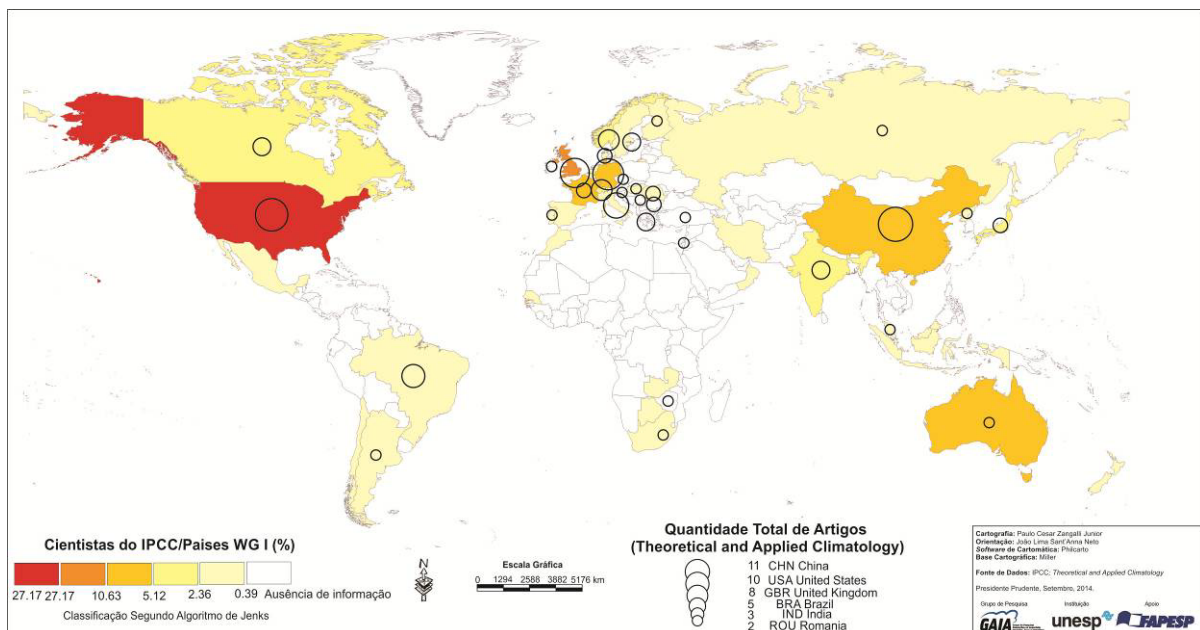 Cientistas do IPCC/Países WG I (%)
27.17 27.17 10.63 5.12 2.36 0.39 Ausência de informação
Classificação Segundo Algoritmo de Jenks
N
Escala Gráfica
0 1294 2588 3882 5176 km
Quantidade Total de Artigos
(Theoretical and Applied Climatology)
11 CHN China
10 USA United States
8 GBR United Kingdom
5 BRA Brazil
3 IND India
2 ROU Romania
Cartografia: Paulo Cesar Zangalli Junior
Orientação: João Lima Sant'Anna Neto
Software de Cartomática: Philcarto
Base Cartográfica: Miller
Fonte de Dados: IPCC; Theoretical and Applied Climatology
Presidente Prudente, Setembro, 2014.
Grupo de Pesquisa Instituição Apoio
GAIA unesp FAPESP